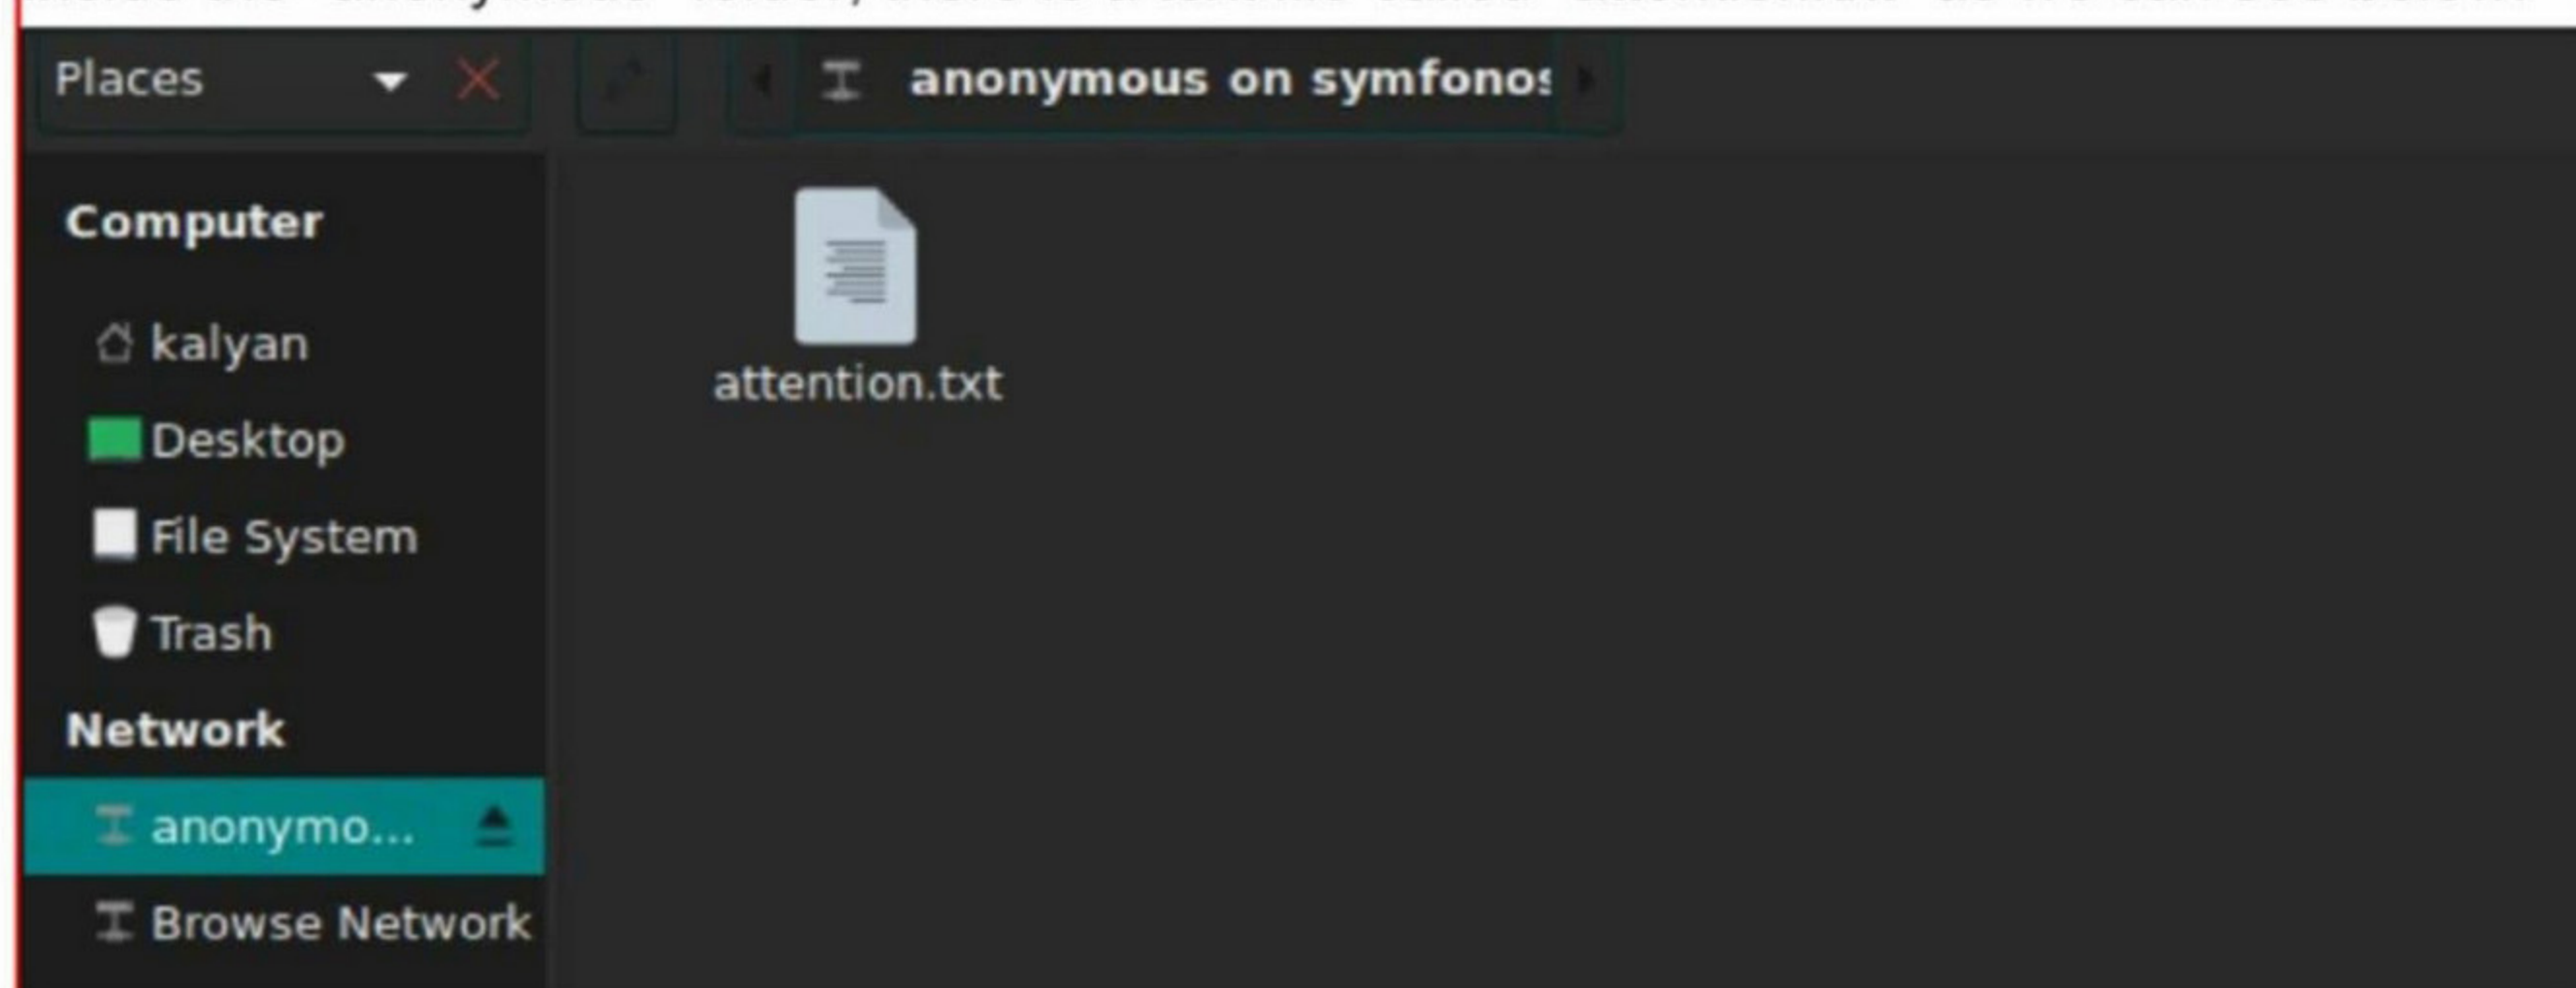 Places
anonymous on symfonos
Computer
attention.txt
kalyan
Desktop
File System
Trash
Network
anonymo...
Browse Network